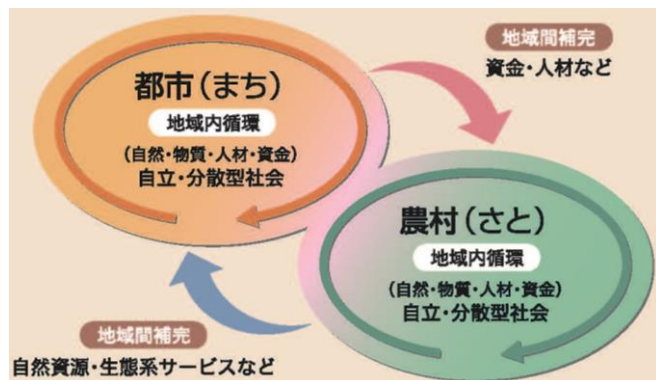 都市(まち)
地域内循環
(自然・物質・人材・資金)
自立・分散型社会
地域間補完
資金・人材など
農村(さと)
地域内循環
(自然・物質・人材・資金)
自立・分散型社会
地域間補完
自然資源・生態系サービスなど